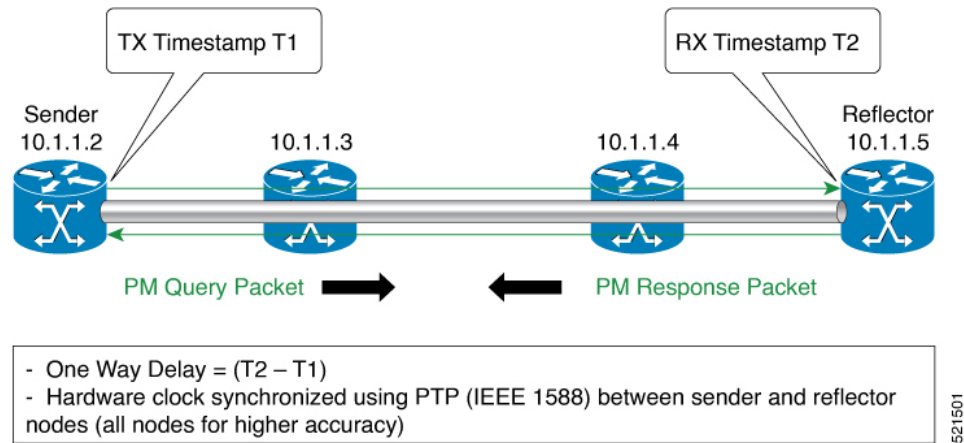 TX Timestamp T1
RX Timestamp T2
Sender
10.1.1.2
10.1.1.3
10.1.1.4
Reflector
10.1.1.5
PM Query Packet
PM Response Packet
- One Way Delay = (T2 – T1)
- Hardware clock synchronized using PTP (IEEE 1588) between sender and reflector
nodes (all nodes for higher accuracy)
521501